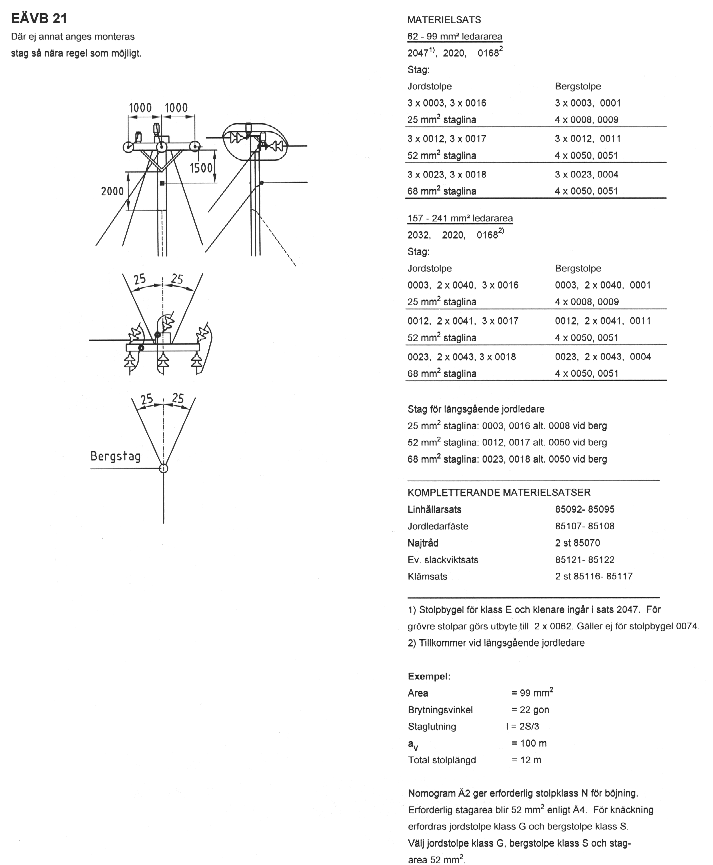 EÄVB 21
Där ej annat anges monteras
stag så nära regel som möjligt.
1000 1000
1500
2000
25 25
25 25
Bergstag
MATERIELSATS
62 - 99 mm² ledararea
2047¹⁾, 2020, 0168²
Stag:
Jordstolpe Bergstolpe
3 x 0003, 3 x 0016 3 x 0003, 0001
25 mm² staglina 4 x 0008, 0009
3 x 0012, 3 x 0017 3 x 0012, 0011
52 mm² staglina 4 x 0050, 0051
3 x 0023, 3 x 0018 3 x 0023, 0004
68 mm² staglina 4 x 0050, 0051
157 - 241 mm² ledararea
2032, 2020, 0168²⁾
Stag:
Jordstolpe Bergstolpe
0003, 2 x 0040, 3 x 0016 0003, 2 x 0040, 0001
25 mm² staglina 4 x 0008, 0009
0012, 2 x 0041, 3 x 0017 0012, 2 x 0041, 0011
52 mm² staglina 4 x 0050, 0051
0023, 2 x 0043, 3 x 0018 0023, 2 x 0043, 0004
68 mm² staglina 4 x 0050, 0051
Stag för långsgående jordledare
25 mm² staglina: 0003, 0016 alt. 0008 vid berg
52 mm² staglina: 0012, 0017 alt. 0050 vid berg
68 mm² staglina: 0023, 0018 alt. 0050 vid berg
KOMPLETTERANDE MATERIELSATSER
Linhållarsats 85092- 85095
Jordledarfäste 85107- 85108
Najtråd 2 st 85070
Ev. slackviktsats 85121- 85122
Klämsats 2 st 85116- 85117
1) Stolpbygel för klass E och klenare ingår i sats 2047. För
grövre stolpar görs utbyte till 2 x 0062. Gäller ej för stolpbygel 0074.
2) Tillkommer vid långsgående jordledare
Exempel:
Area = 99 mm²
Brytningsvinkel = 22 gon
Staglutning l = 2S/3
aᵥ = 100 m
Total stolplängd = 12 m
Nomogram Ä2 ger erforderlig stolpklass N för böjning.
Erforderlig stagarea blir 52 mm² enligt Ä4. För knäckning
erfordras jordstolpe klass G och bergstolpe klass S.
Välj jordstolpe klass G, bergstolpe klass S och stag-
area 52 mm².